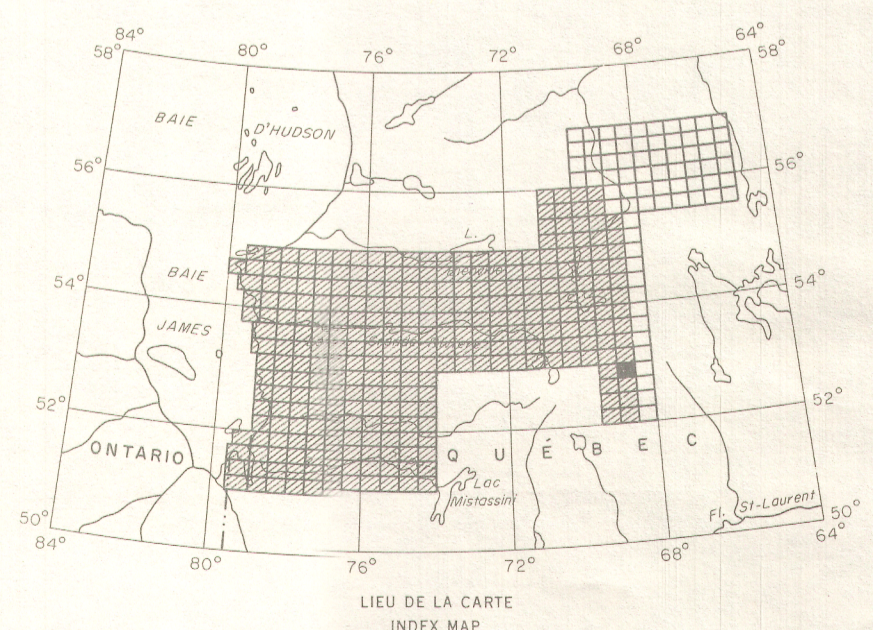 84° 80° 76° 72° 68° 64°
58° 58°
BAIE D'HUDSON
56° 56°
L.
BAIE
54° 54°
JAMES
52° 52°
ONTARIO QUÉBEC
Lac
Mistassini
Fl. St-Laurent
50° 50°
84° 80° 76° 72° 68° 64°
LIEU DE LA CARTE
INDEX MAP